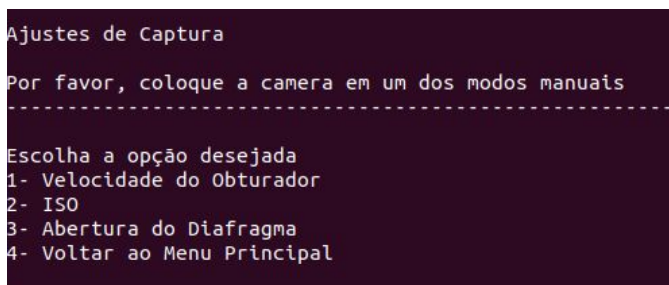 Ajustes de Captura
Por favor, coloque a camera em um dos modos manuais
--------------------------------------------------------
Escolha a opção desejada
1- Velocidade do Obturador
2- ISO
3- Abertura do Diafragma
4- Voltar ao Menu Principal